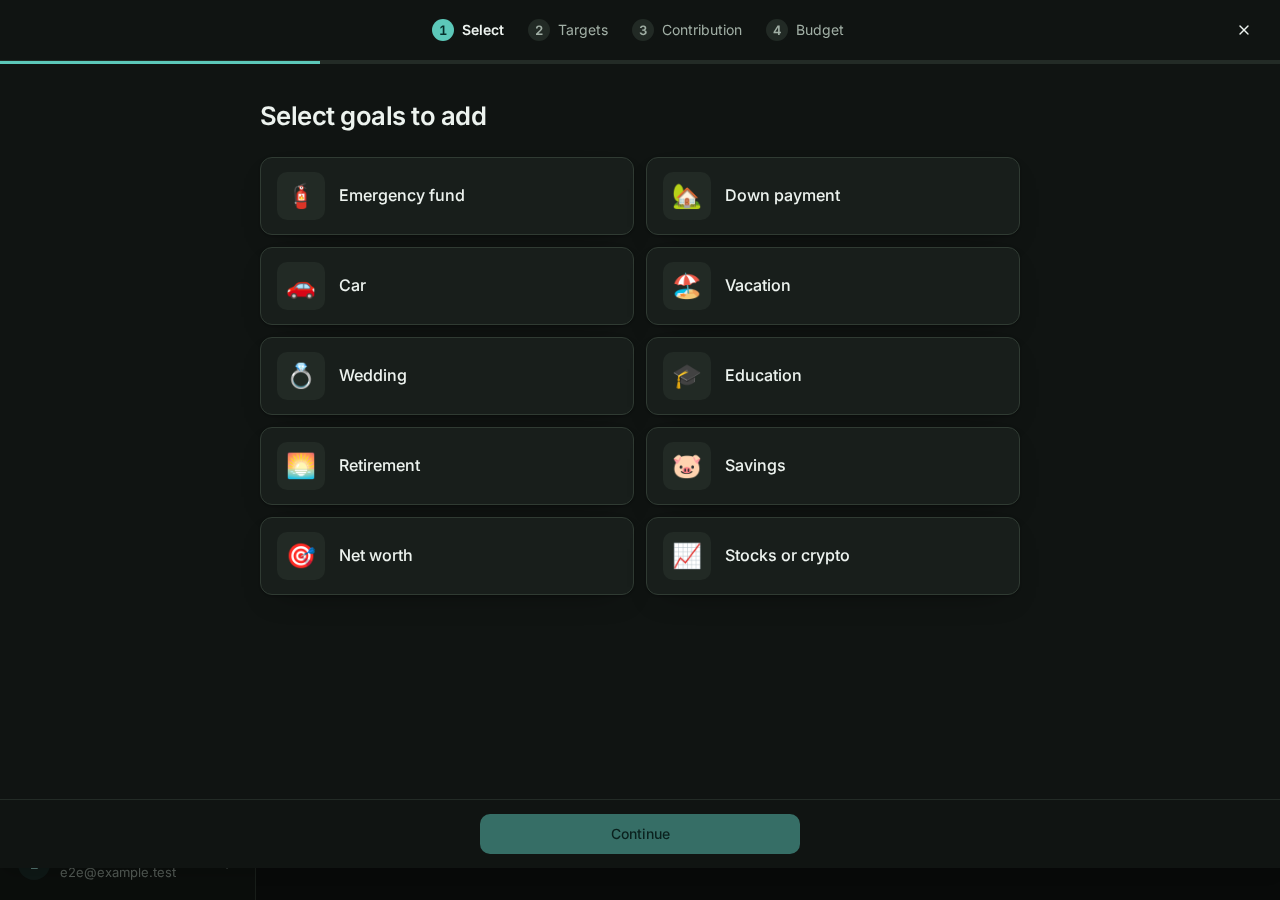 1 Select 2 Targets 3 Contribution 4 Budget
Select goals to add
Emergency fund
Down payment
Car
Vacation
Wedding
Education
Retirement
Savings
Net worth
Stocks or crypto
Continue
e2e@example.test